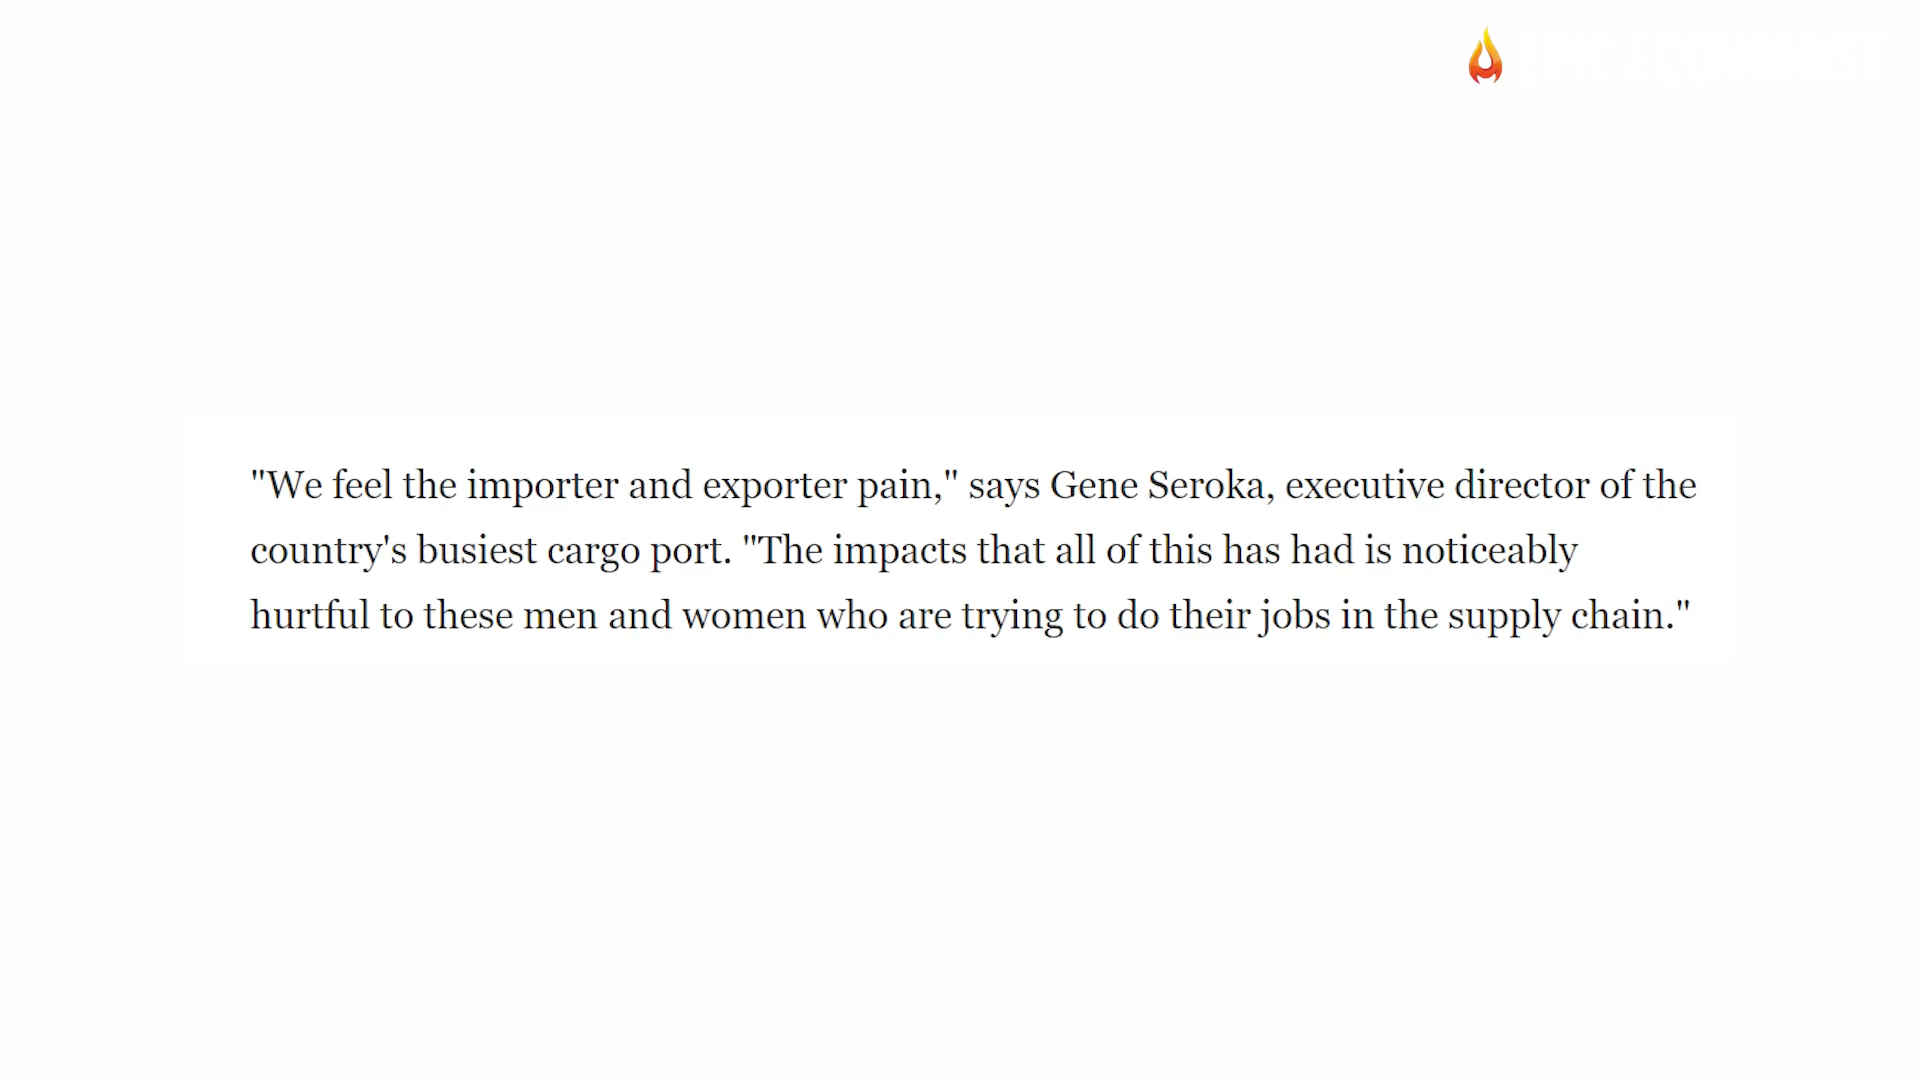 "We feel the importer and exporter pain," says Gene Seroka, executive director of the
country's busiest cargo port. "The impacts that all of this has had is noticeably
hurtful to these men and women who are trying to do their jobs in the supply chain."